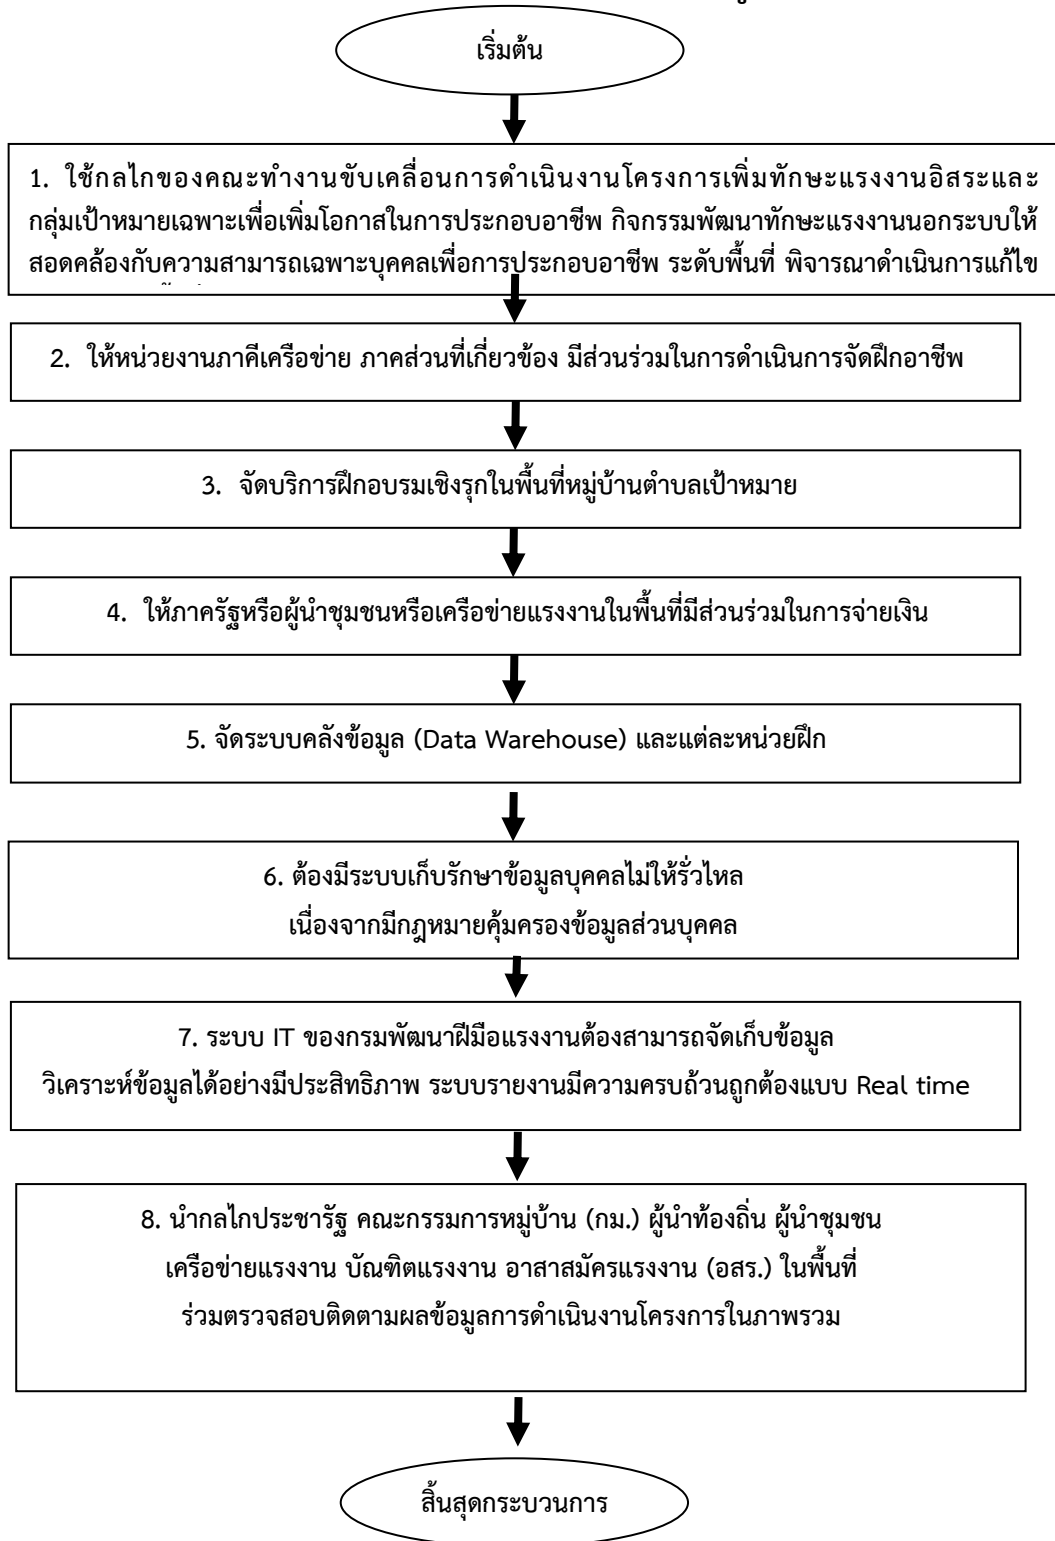 เริ่มต้น
1. ใช้กลไกของคณะทำงานขับเคลื่อนการดำเนินงานโครงการเพิ่มทักษะแรงงานอิสระและ
กลุ่มเป้าหมายเฉพาะเพื่อเพิ่มโอกาสในการประกอบอาชีพ กิจกรรมพัฒนาทักษะแรงงานนอกระบบให้
สอดคล้องกับความสามารถเฉพาะบุคคลเพื่อการประกอบอาชีพ ระดับพื้นที่ พิจารณาดำเนินการแก้ไข
2. ให้หน่วยงานภาคีเครือข่าย ภาคส่วนที่เกี่ยวข้อง มีส่วนร่วมในการดำเนินการจัดฝึกอาชีพ
3. จัดบริการฝึกอบรมเชิงรุกในพื้นที่หมู่บ้านตำบลเป้าหมาย
4. ให้ภาครัฐหรือผู้นำชุมชนหรือเครือข่ายแรงงานในพื้นที่มีส่วนร่วมในการจ่ายเงิน
5. จัดระบบคลังข้อมูล (Data Warehouse) และแต่ละหน่วยฝึก
6. ต้องมีระบบเก็บรักษาข้อมูลบุคคลไม่ให้รั่วไหล
เนื่องจากมีกฎหมายคุ้มครองข้อมูลส่วนบุคคล
7. ระบบ IT ของกรมพัฒนาฝีมือแรงงานต้องสามารถจัดเก็บข้อมูล
วิเคราะห์ข้อมูลได้อย่างมีประสิทธิภาพ ระบบรายงานมีความครบถ้วนถูกต้องแบบ Real time
8. นำกลไกประชารัฐ คณะกรรมการหมู่บ้าน (กม.) ผู้นำท้องถิ่น ผู้นำชุมชน
เครือข่ายแรงงาน บัณฑิตแรงงาน อาสาสมัครแรงงาน (อสร.) ในพื้นที่
ร่วมตรวจสอบติดตามผลข้อมูลการดำเนินงานโครงการในภาพรวม
สิ้นสุดกระบวนการ